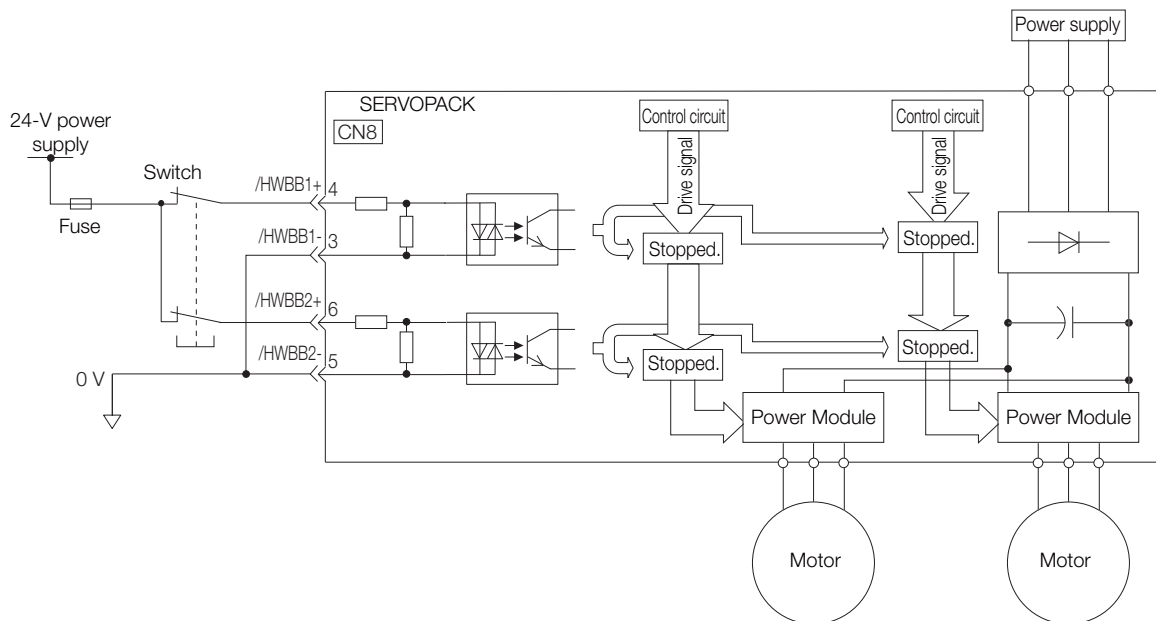 Power supply
SERVOPACK
CN8
24-V power
supply
Switch
Fuse
/HWBB1+
4
/HWBB1-
3
/HWBB2+
6
/HWBB2-
5
0 V
Control circuit
Control circuit
Drive signal
Drive signal
Stopped.
Stopped.
Stopped.
Stopped.
Power Module
Power Module
Motor
Motor